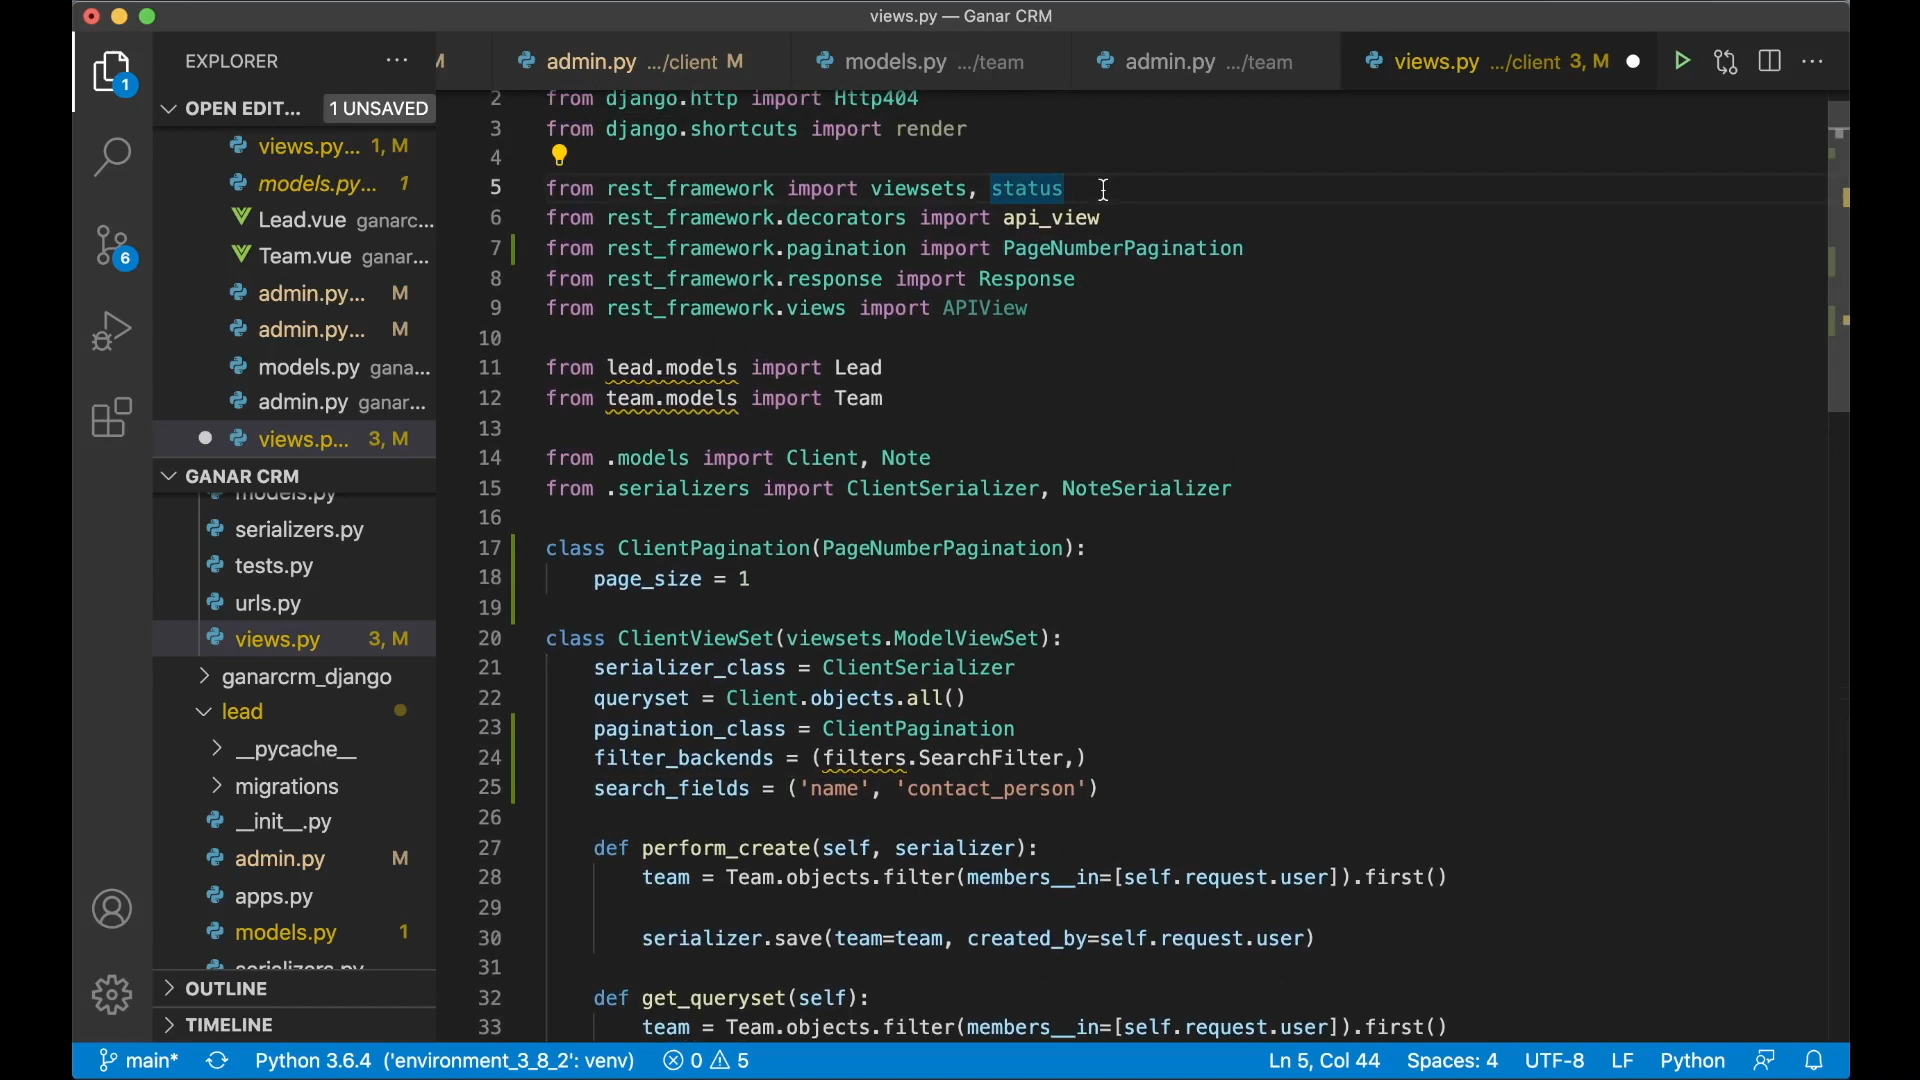 views.py — Ganar CRM
EXPLORER
M
admin.py .../client M
models.py .../team
admin.py .../team
views.py .../client 3, M
1
OPEN EDIT... 1 UNSAVED
views.py... 1, M
models.py... 1
Lead.vue ganarc...
Team.vue ganar...
admin.py... M
admin.py... M
models.py gana...
admin.py ganar...
views.p... 3, M
6
GANAR CRM
models.py
serializers.py
tests.py
urls.py
views.py 3, M
ganarcrm_django
lead
__pycache__
migrations
__init__.py
admin.py M
apps.py
models.py 1
serializers.py
OUTLINE
TIMELINE
2 from django.http import Http404
3 from django.shortcuts import render
4
5 from rest_framework import viewsets, status
6 from rest_framework.decorators import api_view
7 from rest_framework.pagination import PageNumberPagination
8 from rest_framework.response import Response
9 from rest_framework.views import APIView
10
11 from lead.models import Lead
12 from team.models import Team
13
14 from .models import Client, Note
15 from .serializers import ClientSerializer, NoteSerializer
16
17 class ClientPagination(PageNumberPagination):
18 page_size = 1
19
20 class ClientViewSet(viewsets.ModelViewSet):
21 serializer_class = ClientSerializer
22 queryset = Client.objects.all()
23 pagination_class = ClientPagination
24 filter_backends = (filters.SearchFilter,)
25 search_fields = ('name', 'contact_person')
26
27 def perform_create(self, serializer):
28 team = Team.objects.filter(members__in=[self.request.user]).first()
29
30 serializer.save(team=team, created_by=self.request.user)
31
32 def get_queryset(self):
33 team = Team.objects.filter(members__in=[self.request.user]).first()
main* Python 3.6.4 ('environment_3_8_2': venv) 0 5 Ln 5, Col 44 Spaces: 4 UTF-8 LF Python